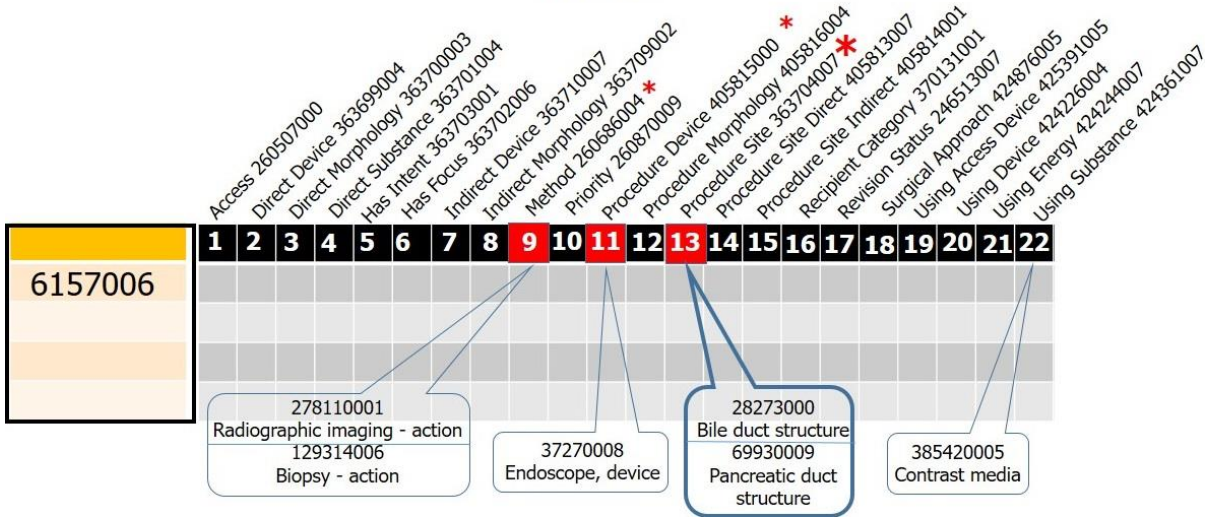 Access 260507000
Direct Device 363699004
Direct Morphology 363700003
Direct Substance 363701004
Has Intent 363703001
Has Focus 363702006
Indirect Device 363710007
Indirect Morphology 363709002
Method 260686004 *
Priority 260870009
Procedure Device 405815000 *
Procedure Morphology 405816004
Procedure Site 363704007 *
Procedure Site Direct 405813007
Procedure Site Indirect 405814001
Recipient Category 370131001
Revision Status 246513007
Surgical Approach 424876005
Using Access Device 425391005
Using Device 424226004
Using Energy 424244007
Using Substance 424361007
1 2 3 4 5 6 7 8 9 10 11 12 13 14 15 16 17 18 19 20 21 22
6157006
278110001
Radiographic imaging - action
129314006
Biopsy - action
37270008
Endoscope, device
28273000
Bile duct structure
69930009
Pancreatic duct
structure
385420005
Contrast media